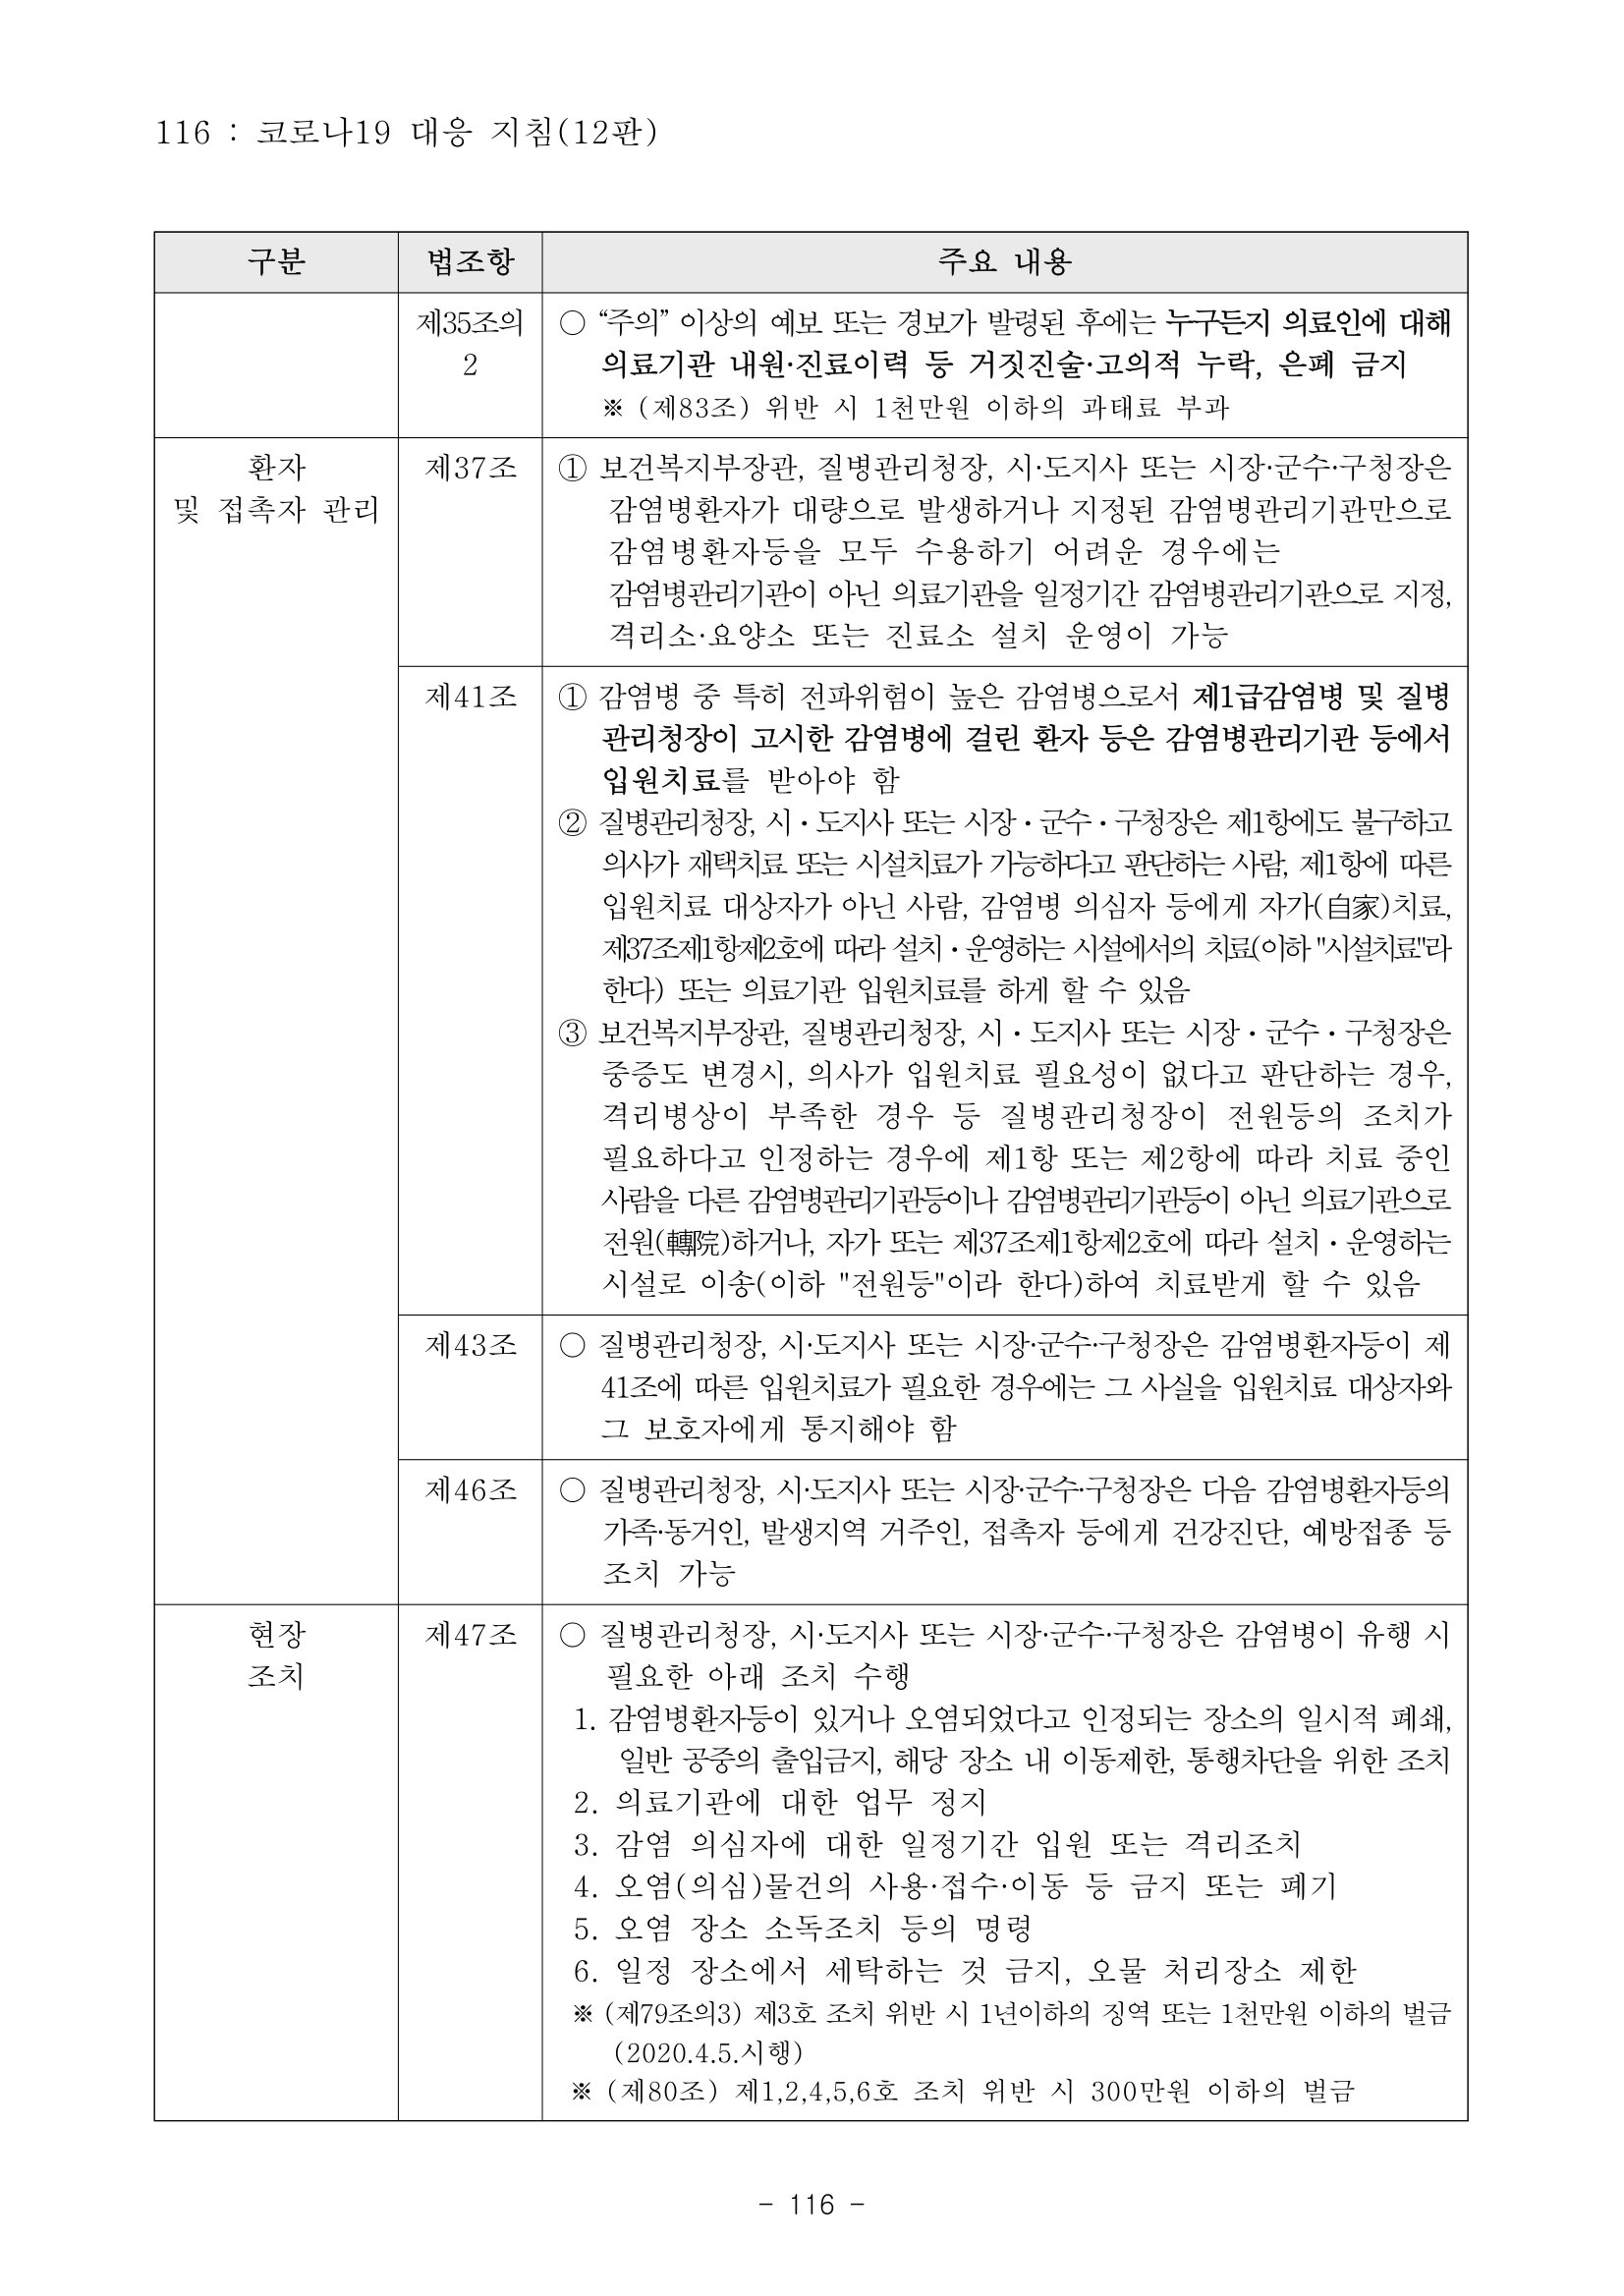 116 : 코로나19 대응 지침(12판)
구분 법조항 주요 내용
제35조의
2
○ “주의” 이상의 예보 또는 경보가 발령된 후에는 누구든지 의료인에 대해
의료기관 내원·진료이력 등 거짓진술·고의적 누락, 은폐 금지
※ (제83조) 위반 시 1천만원 이하의 과태료 부과
환자
및 접촉자 관리
제37조
① 보건복지부장관, 질병관리청장, 시·도지사 또는 시장·군수·구청장은
감염병환자가 대량으로 발생하거나 지정된 감염병관리기관만으로
감염병환자등을 모두 수용하기 어려운 경우에는
감염병관리기관이 아닌 의료기관을 일정기간 감염병관리기관으로 지정,
격리소·요양소 또는 진료소 설치 운영이 가능
제41조
① 감염병 중 특히 전파위험이 높은 감염병으로서 제1급감염병 및 질병
관리청장이 고시한 감염병에 걸린 환자 등은 감염병관리기관 등에서
입원치료를 받아야 함
② 질병관리청장, 시·도지사 또는 시장·군수·구청장은 제1항에도 불구하고
의사가 재택치료 또는 시설치료가 가능하다고 판단하는 사람, 제1항에 따른
입원치료 대상자가 아닌 사람, 감염병 의심자 등에게 자가(自家)치료,
제37조제1항제2호에 따라 설치·운영하는 시설에서의 치료(이하 "시설치료"라
한다) 또는 의료기관 입원치료를 하게 할 수 있음
③ 보건복지부장관, 질병관리청장, 시·도지사 또는 시장·군수·구청장은
중증도 변경시, 의사가 입원치료 필요성이 없다고 판단하는 경우,
격리병상이 부족한 경우 등 질병관리청장이 전원등의 조치가
필요하다고 인정하는 경우에 제1항 또는 제2항에 따라 치료 중인
사람을 다른 감염병관리기관등이나 감염병관리기관등이 아닌 의료기관으로
전원(轉院)하거나, 자가 또는 제37조제1항제2호에 따라 설치·운영하는
시설로 이송(이하 "전원등"이라 한다)하여 치료받게 할 수 있음
제43조
○ 질병관리청장, 시·도지사 또는 시장·군수·구청장은 감염병환자등이 제
41조에 따른 입원치료가 필요한 경우에는 그 사실을 입원치료 대상자와
그 보호자에게 통지해야 함
제46조
○ 질병관리청장, 시·도지사 또는 시장·군수·구청장은 다음 감염병환자등의
가족·동거인, 발생지역 거주인, 접촉자 등에게 건강진단, 예방접종 등
조치 가능
현장
조치
제47조
○ 질병관리청장, 시·도지사 또는 시장·군수·구청장은 감염병이 유행 시
필요한 아래 조치 수행
1. 감염병환자등이 있거나 오염되었다고 인정되는 장소의 일시적 폐쇄,
일반 공중의 출입금지, 해당 장소 내 이동제한, 통행차단을 위한 조치
2. 의료기관에 대한 업무 정지
3. 감염 의심자에 대한 일정기간 입원 또는 격리조치
4. 오염(의심)물건의 사용·접수·이동 등 금지 또는 폐기
5. 오염 장소 소독조치 등의 명령
6. 일정 장소에서 세탁하는 것 금지, 오물 처리장소 제한
※ (제79조의3) 제3호 조치 위반 시 1년이하의 징역 또는 1천만원 이하의 벌금
(2020.4.5.시행)
※ (제80조) 제1,2,4,5,6호 조치 위반 시 300만원 이하의 벌금
- 116 -